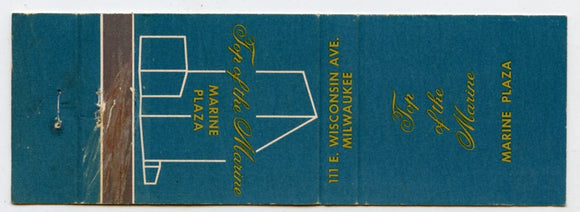 Top of the Marine
MARINE
PLAZA
111 E. WISCONSIN AVE.
MILWAUKEE
Top
of the
Marine
MARINE PLAZA